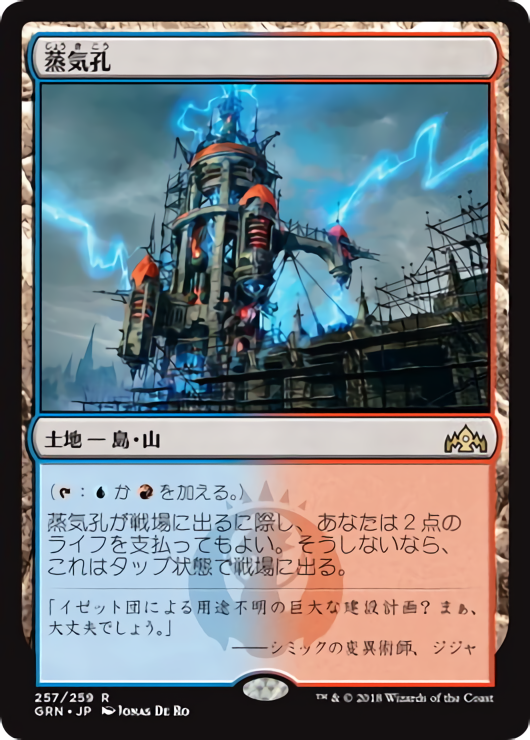 じょう き こう
蒸気孔
土地 ― 島・山
(　:　か　を加える。)
蒸気孔が戦場に出るに際し、あなたは2点の
ライフを支払ってもよい。そうしないなら、
これはタップ状態で戦場に出る。
「イゼット団による用途不明の巨大な建設計画? まぁ、
大丈夫でしょう。」
――シミックの変異術師、ジジャ
257/259 R
GRN • JP Jonas De Ro
™ & © 2018 Wizards of the Coast